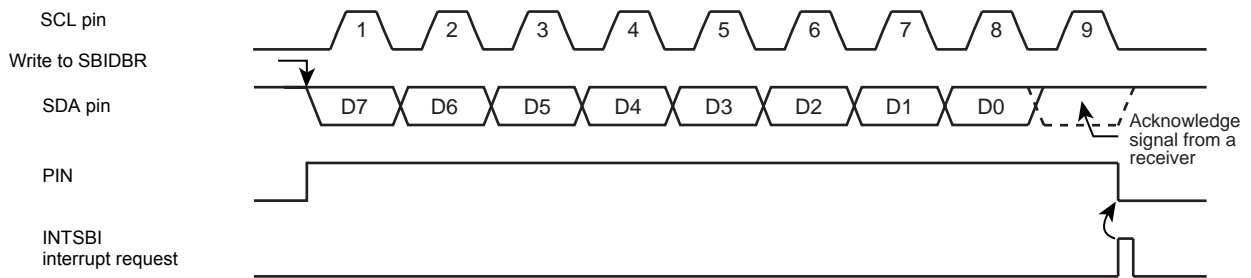 SCL pin
1 2 3 4 5 6 7 8 9
Write to SBIDBR
SDA pin
D7 D6 D5 D4 D3 D2 D1 D0
Acknowledge
signal from a
receiver
PIN
INTSBI
interrupt request